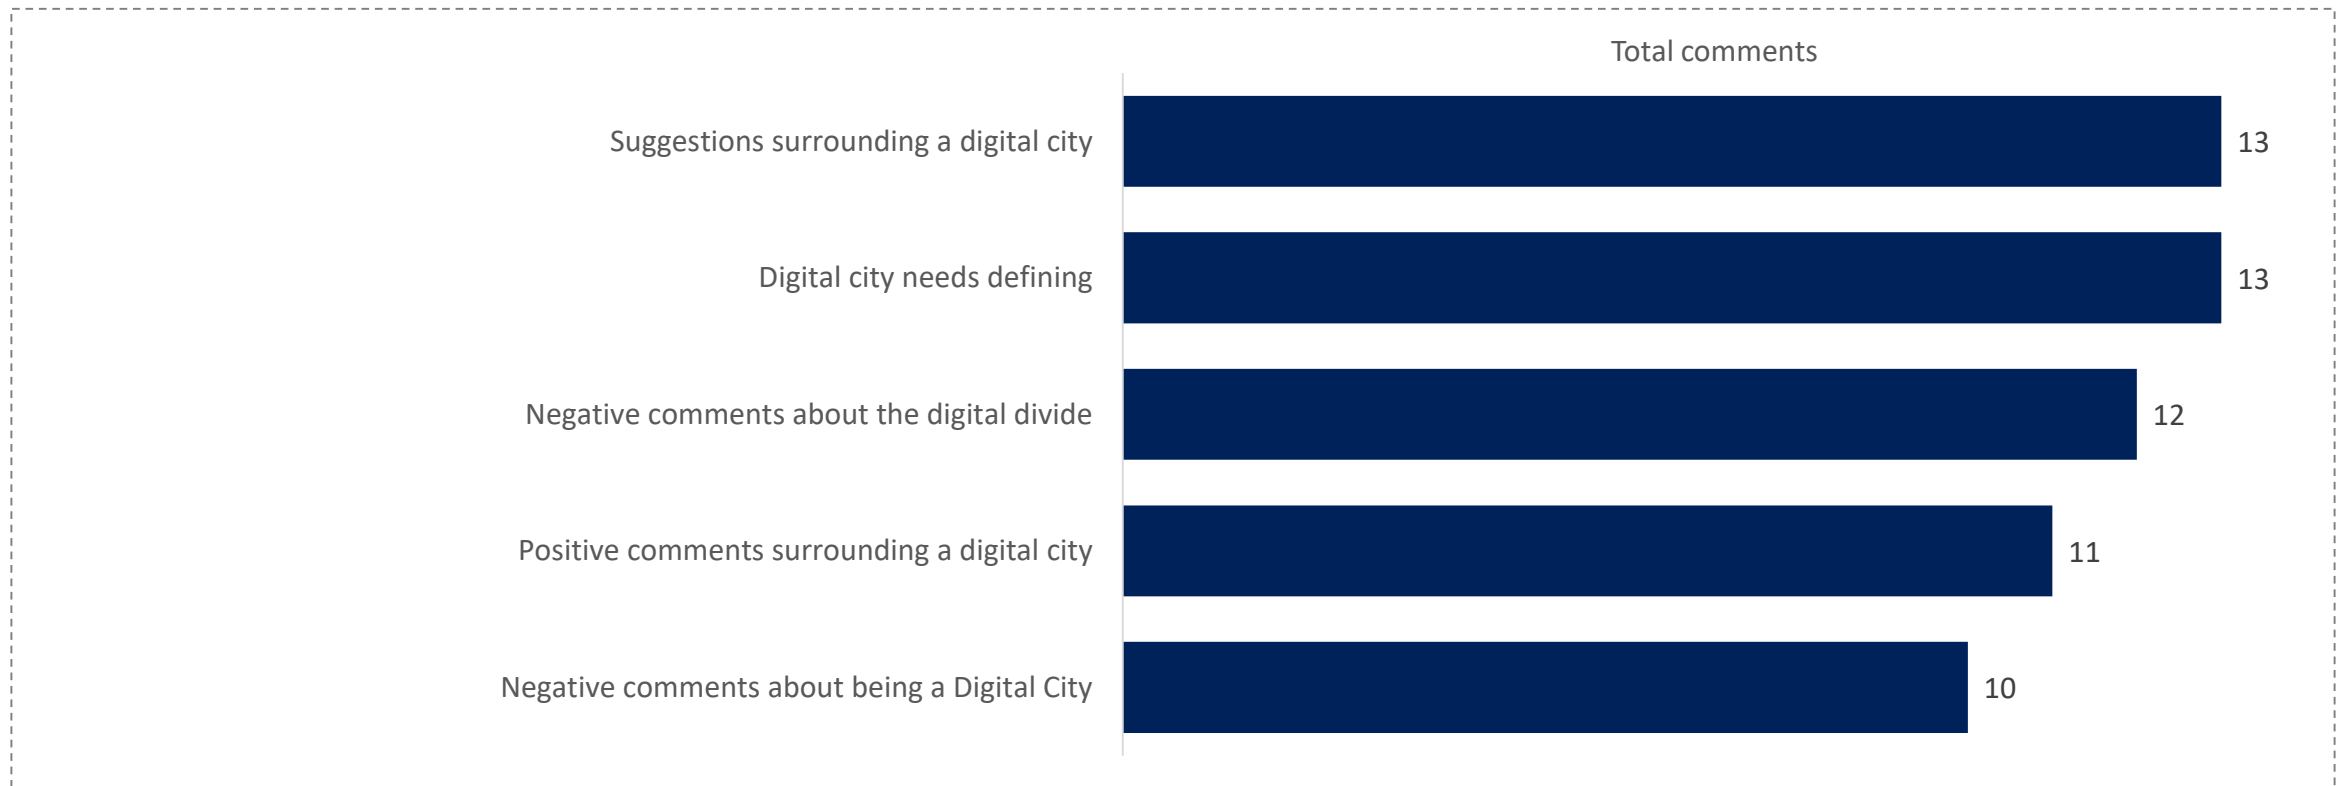 Total comments
Suggestions surrounding a digital city
13
Digital city needs defining
13
Negative comments about the digital divide
12
Positive comments surrounding a digital city
11
Negative comments about being a Digital City
10